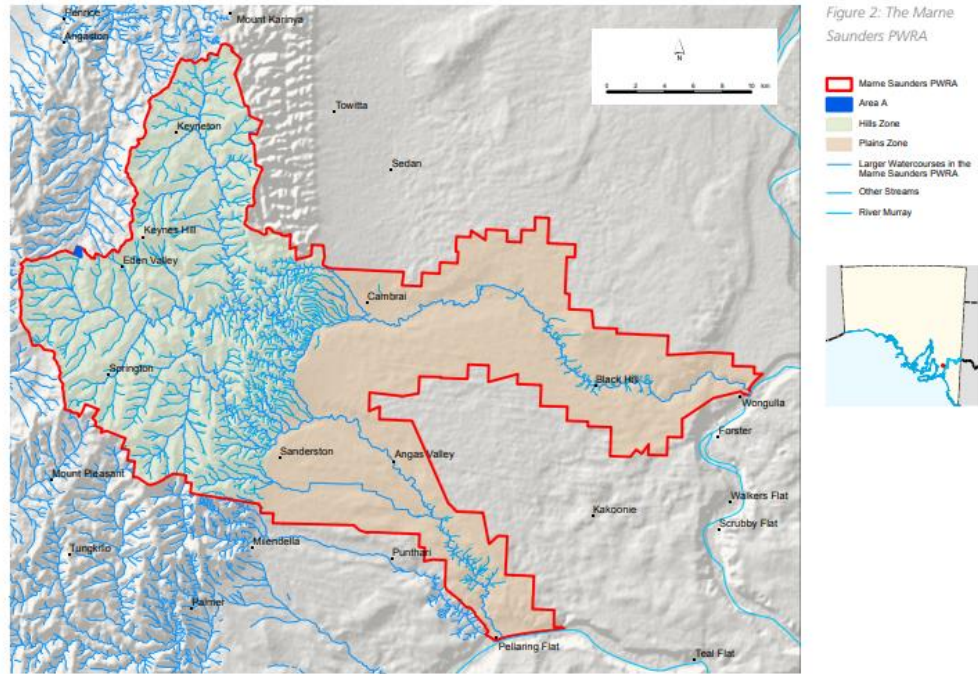 Figure 2: The Marne
Saunders PWRA
Marne Saunders PWRA
Area A
Hills Zone
Plains Zone
Larger Watercourses in the
Marne Saunders PWRA
Other Streams
River Murray
N
0 2 4 6 8 10 km
Penrice
Mount Karinya
Angaston
Towitta
Keyneton
Sedan
Keynes Hill
Eden Valley
Cambrai
Springton
Black Hill
Wongulla
Forster
Sanderston
Angas Valley
Mount Pleasant
Walkers Flat
Kakoonie
Scrubby Flat
Milendella
Tungkillo
Punthari
Palmer
Pellaring Flat
Teal Flat